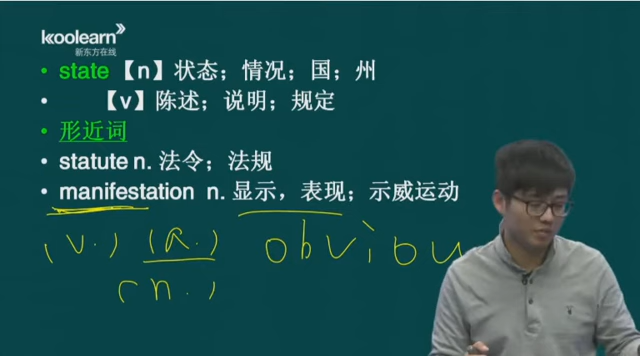 koolearn
新东方在线
• state【n】状态；情况；国；州
• 【v】陈述；说明；规定
• 形近词
• statute n. 法令；法规
• manifestation n. 显示，表现；示威运动
(v.) (a.) obviou
(n.)